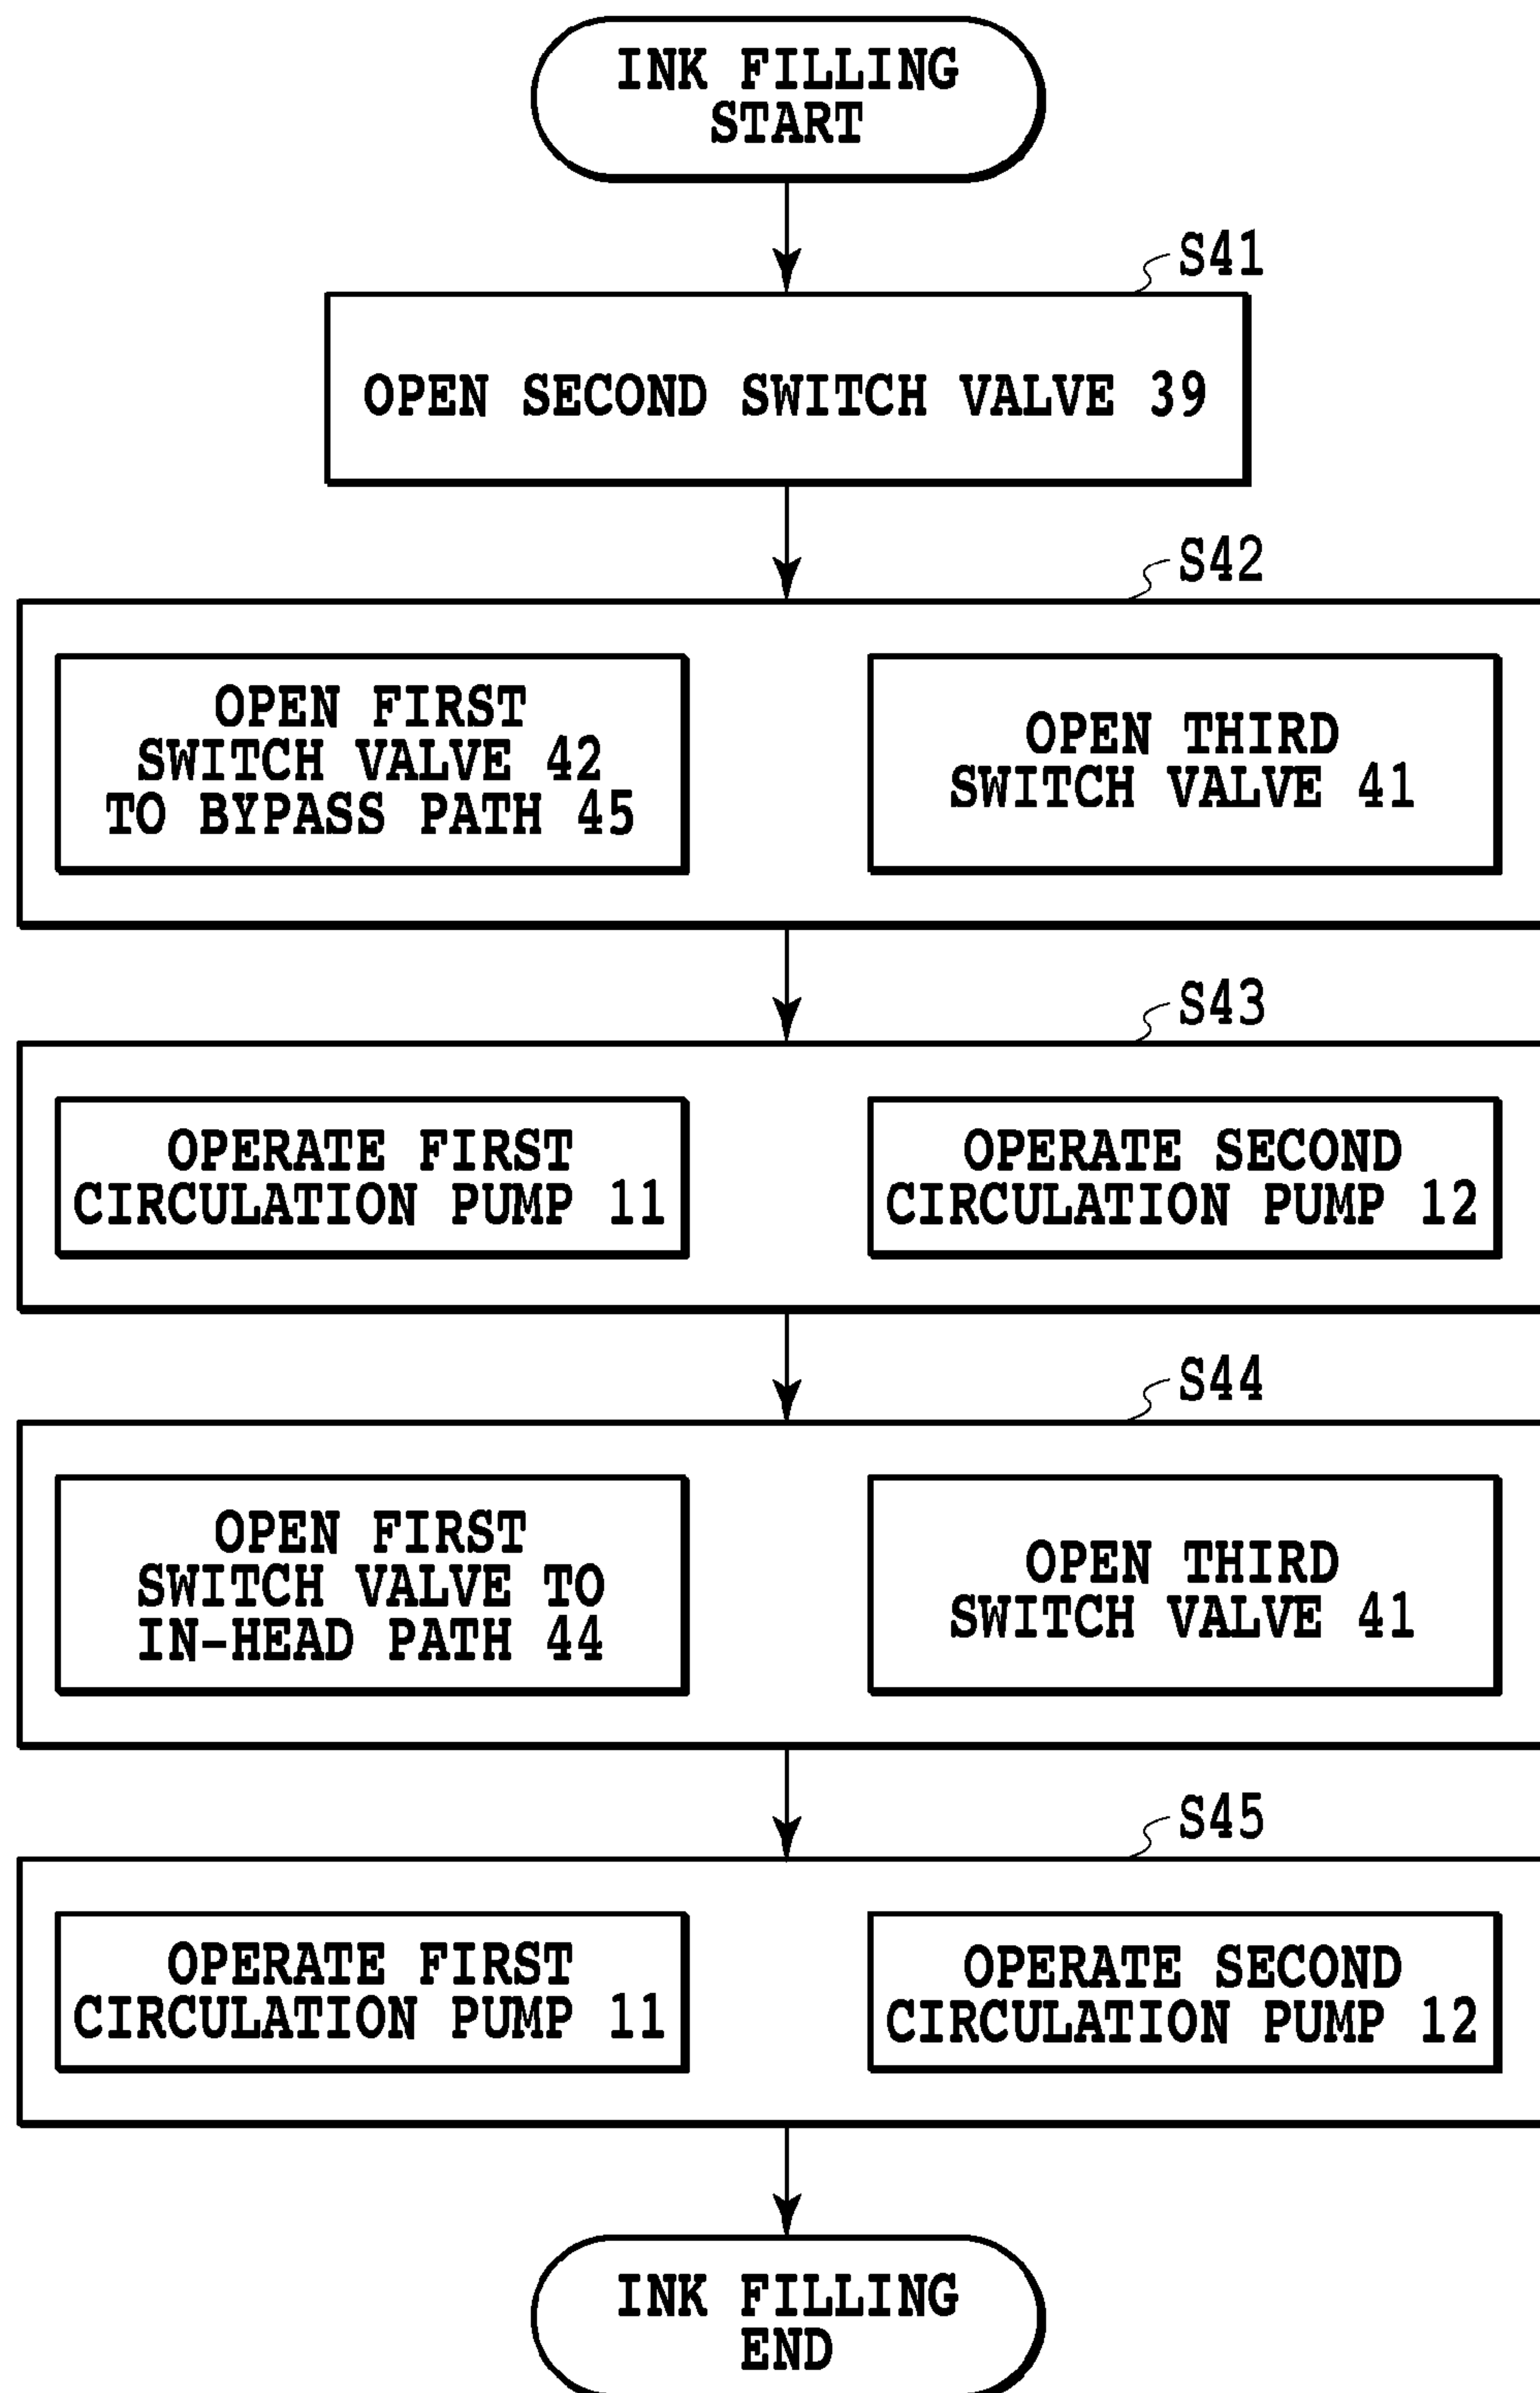 INK FILLING
START
S41
OPEN SECOND SWITCH VALVE 39
S42
OPEN FIRST
SWITCH VALVE 42
TO BYPASS PATH 45
OPEN THIRD
SWITCH VALVE 41
S43
OPERATE FIRST
CIRCULATION PUMP 11
OPERATE SECOND
CIRCULATION PUMP 12
S44
OPEN FIRST
SWITCH VALVE TO
IN-HEAD PATH 44
OPEN THIRD
SWITCH VALVE 41
S45
OPERATE FIRST
CIRCULATION PUMP 11
OPERATE SECOND
CIRCULATION PUMP 12
INK FILLING
END